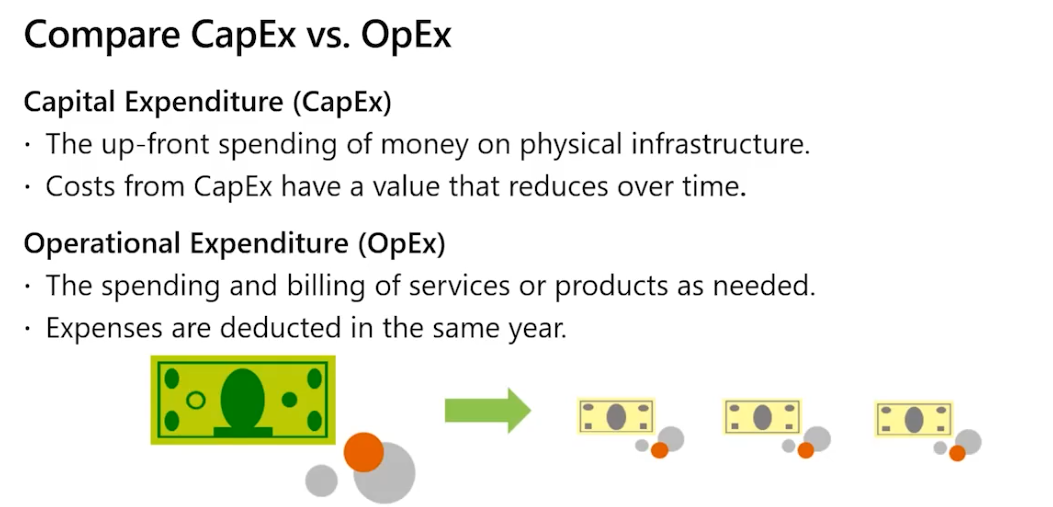 Compare CapEx vs. OpEx
Capital Expenditure (CapEx)
· The up-front spending of money on physical infrastructure.
· Costs from CapEx have a value that reduces over time.
Operational Expenditure (OpEx)
· The spending and billing of services or products as needed.
· Expenses are deducted in the same year.